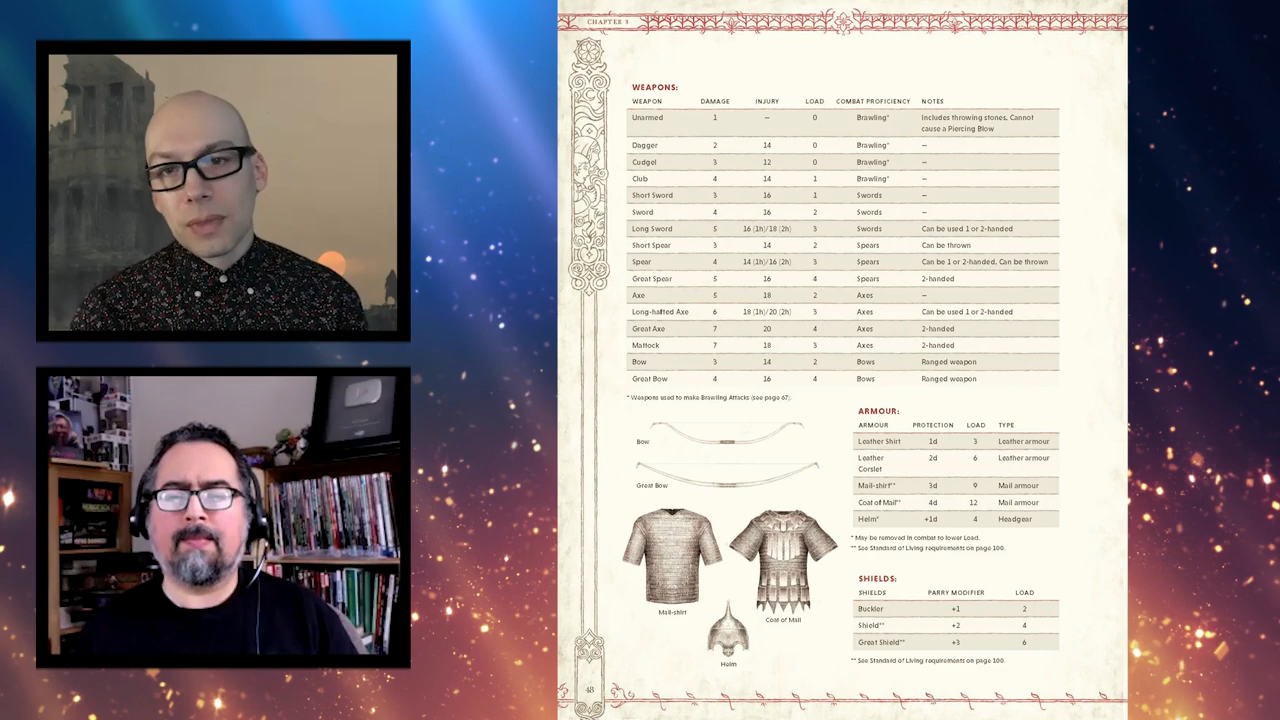 CHAPTER 3
WEAPONS:
WEAPON DAMAGE INJURY LOAD COMBAT PROFICIENCY NOTES
Unarmed 1 — 0 Brawling* Includes throwing stones. Cannot
cause a Piercing Blow
Dagger 2 14 0 Brawling* —
Cudgel 3 12 0 Brawling* —
Club 4 14 1 Brawling* —
Short Sword 3 16 1 Swords —
Sword 4 16 2 Swords —
Long Sword 5 16 (1h)/18 (2h) 3 Swords Can be used 1 or 2-handed
Short Spear 3 14 2 Spears Can be thrown
Spear 4 14 (1h)/16 (2h) 3 Spears Can be 1 or 2-handed. Can be thrown
Great Spear 5 16 4 Spears 2-handed
Axe 5 18 2 Axes —
Long-hafted Axe 6 18 (1h)/20 (2h) 3 Axes Can be used 1 or 2-handed
Great Axe 7 20 4 Axes 2-handed
Mattock 7 18 3 Axes 2-handed
Bow 3 14 2 Bows Ranged weapon
Great Bow 4 16 4 Bows Ranged weapon
* Weapons used to make Brawling Attacks (see page 67).
Bow
Great Bow
Mail-shirt
Coat of Mail
Helm
ARMOUR:
ARMOUR PROTECTION LOAD TYPE
Leather Shirt 1d 3 Leather armour
Leather 2d 6 Leather armour
Corslet
Mail-shirt** 3d 9 Mail armour
Coat of Mail** 4d 12 Mail armour
Helm* +1d 4 Headgear
* May be removed in combat to lower Load.
** See Standard of Living requirements on page 100.
SHIELDS:
SHIELDS PARRY MODIFIER LOAD
Buckler +1 2
Shield** +2 4
Great Shield** +3 6
** See Standard of Living requirements on page 100.
48